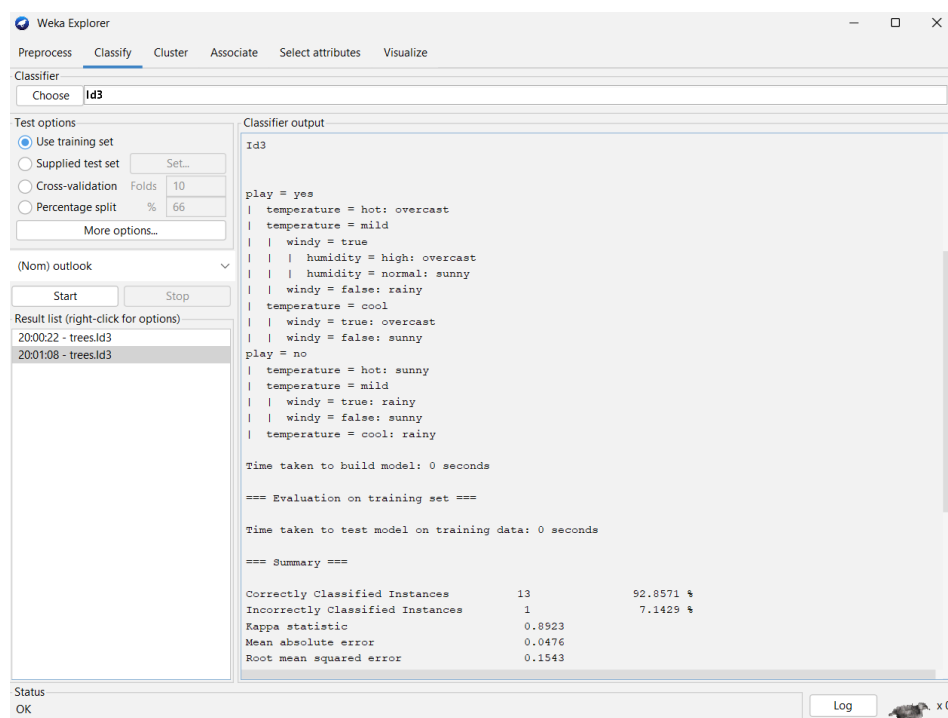 Weka Explorer
Preprocess Classify Cluster Associate Select attributes Visualize
Classifier
Choose Id3
Test options
Use training set
Supplied test set Set...
Cross-validation Folds 10
Percentage split % 66
More options...
(Nom) outlook
Start Stop
Result list (right-click for options)
20:00:22 - trees.Id3
20:01:08 - trees.Id3
Classifier output
Id3
play = yes
| temperature = hot: overcast
| temperature = mild
| | windy = true
| | | humidity = high: overcast
| | | humidity = normal: sunny
| | windy = false: rainy
| temperature = cool
| | windy = true: overcast
| | windy = false: sunny
play = no
| temperature = hot: sunny
| temperature = mild
| | windy = true: rainy
| | windy = false: sunny
| temperature = cool: rainy
Time taken to build model: 0 seconds
=== Evaluation on training set ===
Time taken to test model on training data: 0 seconds
=== Summary ===
Correctly Classified Instances 13 92.8571 %
Incorrectly Classified Instances 1 7.1429 %
Kappa statistic 0.8923
Mean absolute error 0.0476
Root mean squared error 0.1543
Status
OK
Log